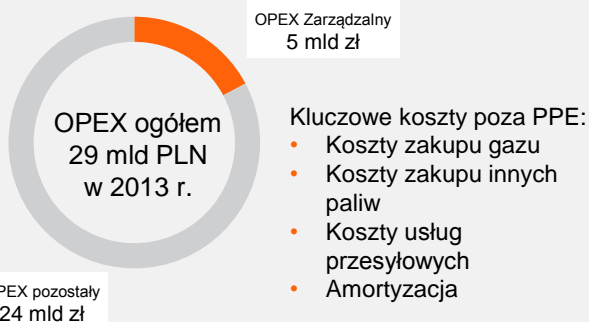 OPEX Zarządzalny
5 mld zł
OPEX ogółem
29 mld PLN
w 2013 r.
Kluczowe koszty poza PPE:
• Koszty zakupu gazu
• Koszty zakupu innych
paliw
• Koszty usług
przesyłowych
• Amortyzacja
PEX pozostały
24 mld zł